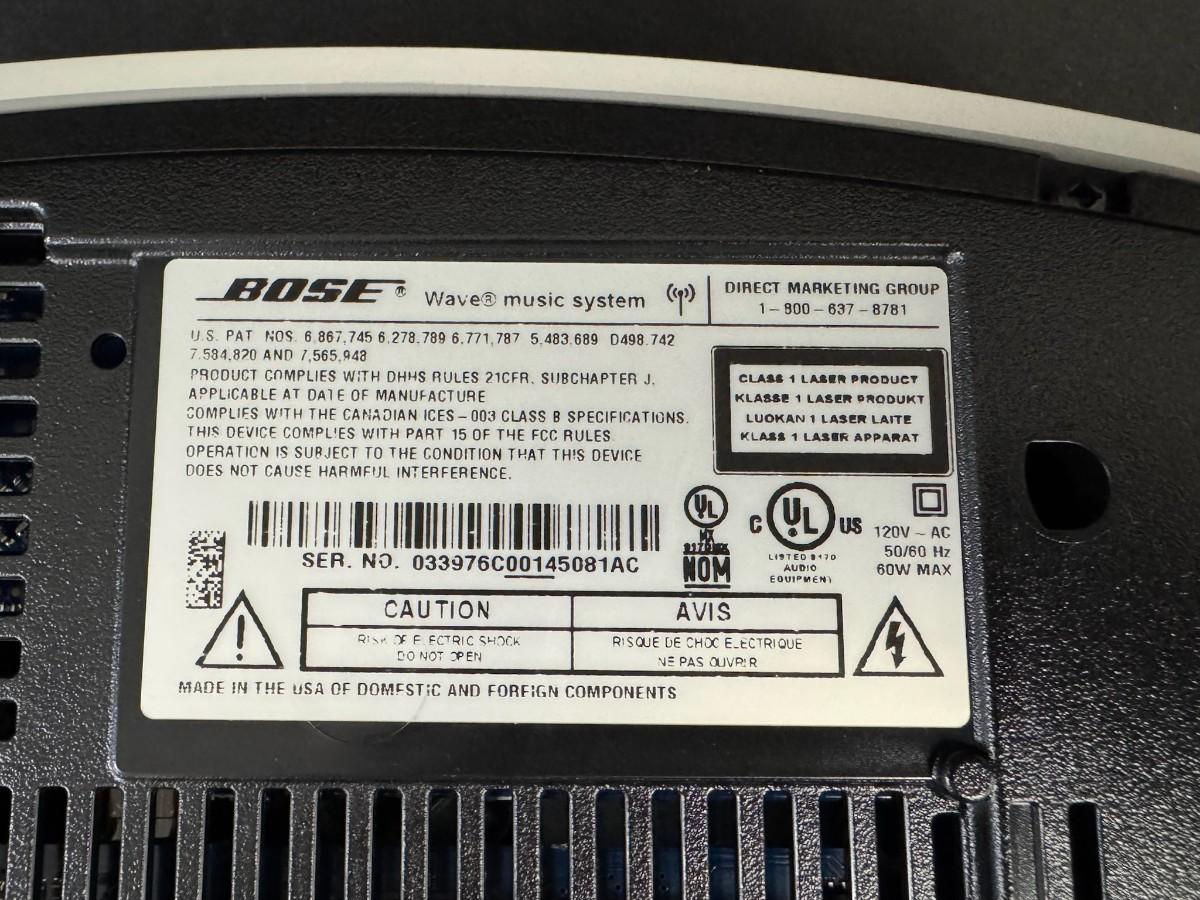 BOSE® Wave® music system
DIRECT MARKETING GROUP
1-800-637-8781
U.S. PAT NOS. 6,867,745 6,278,789 6,771,787 5,483,689 D498,742
7,584,820 AND 7,565,948
PRODUCT COMPLIES WITH DHHS RULES 21CFR, SUBCHAPTER J,
APPLICABLE AT DATE OF MANUFACTURE
COMPLIES WITH THE CANADIAN ICES-003 CLASS B SPECIFICATIONS.
THIS DEVICE COMPLIES WITH PART 15 OF THE FCC RULES.
OPERATION IS SUBJECT TO THE CONDITION THAT THIS DEVICE
DOES NOT CAUSE HARMFUL INTERFERENCE.
CLASS 1 LASER PRODUCT
KLASSE 1 LASER PRODUKT
LUOKAN 1 LASER LAITE
KLASS 1 LASER APPARAT
SER. NO. 033976C00145081AC
UL
MX
NOM
C UL US
LISTED 9170
AUDIO
EQUIPMENT
120V ~ AC
50/60 Hz
60W MAX
CAUTION
RISK OF ELECTRIC SHOCK
DO NOT OPEN
AVIS
RISQUE DE CHOC ELECTRIQUE
NE PAS OUVRIR
MADE IN THE USA OF DOMESTIC AND FOREIGN COMPONENTS